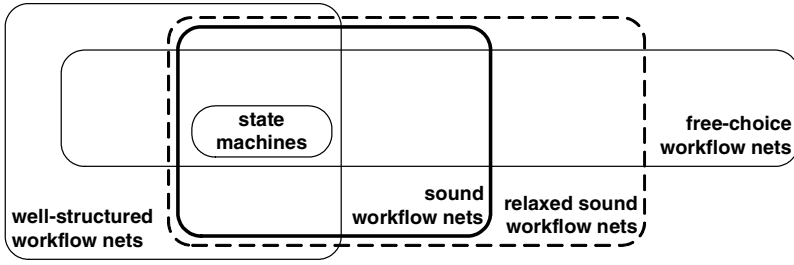 state
machines
free-choice
workflow nets
sound
workflow nets
relaxed sound
workflow nets
well-structured
workflow nets